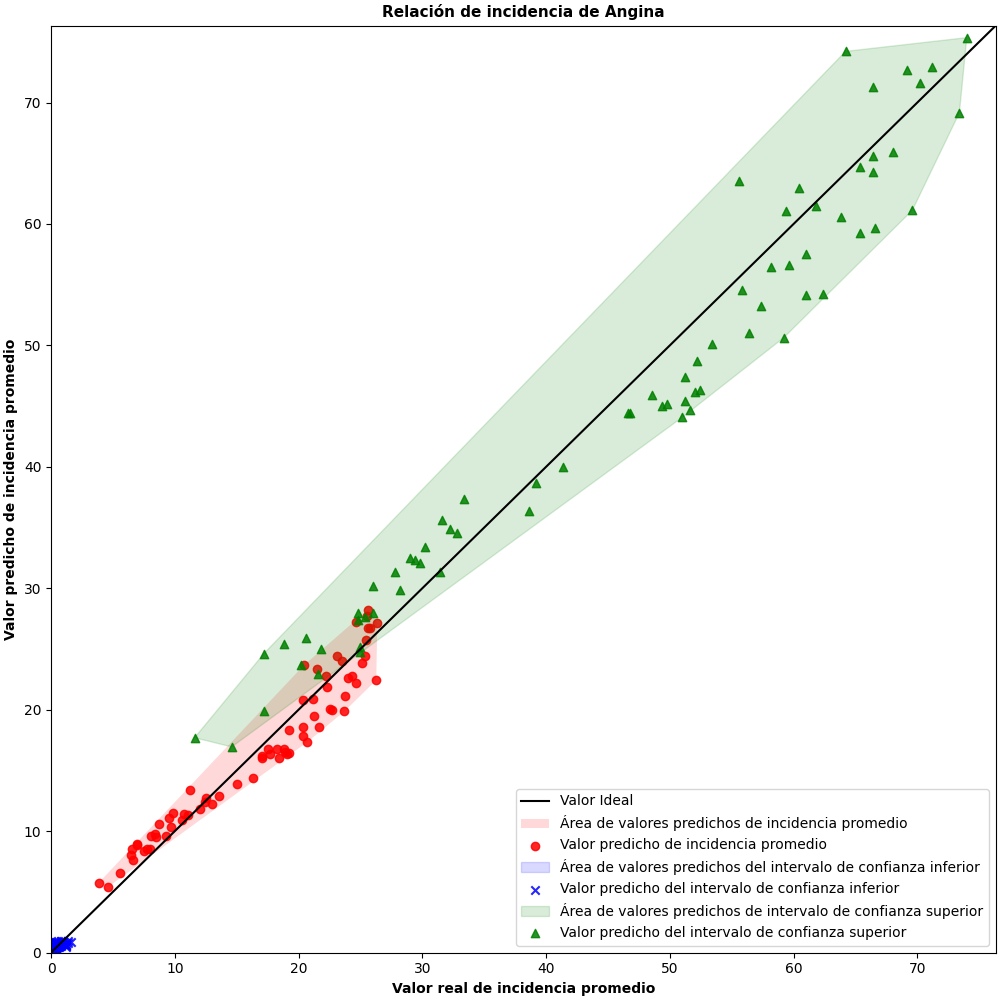 Relación de incidencia de Angina
Valor predicho de incidencia promedio
70
60
50
40
30
20
10
0
0 10 20 30 40 50 60 70
Valor real de incidencia promedio
Valor Ideal
Área de valores predichos de incidencia promedio
Valor predicho de incidencia promedio
Área de valores predichos del intervalo de confianza inferior
Valor predicho del intervalo de confianza inferior
Área de valores predichos de intervalo de confianza superior
Valor predicho del intervalo de confianza superior